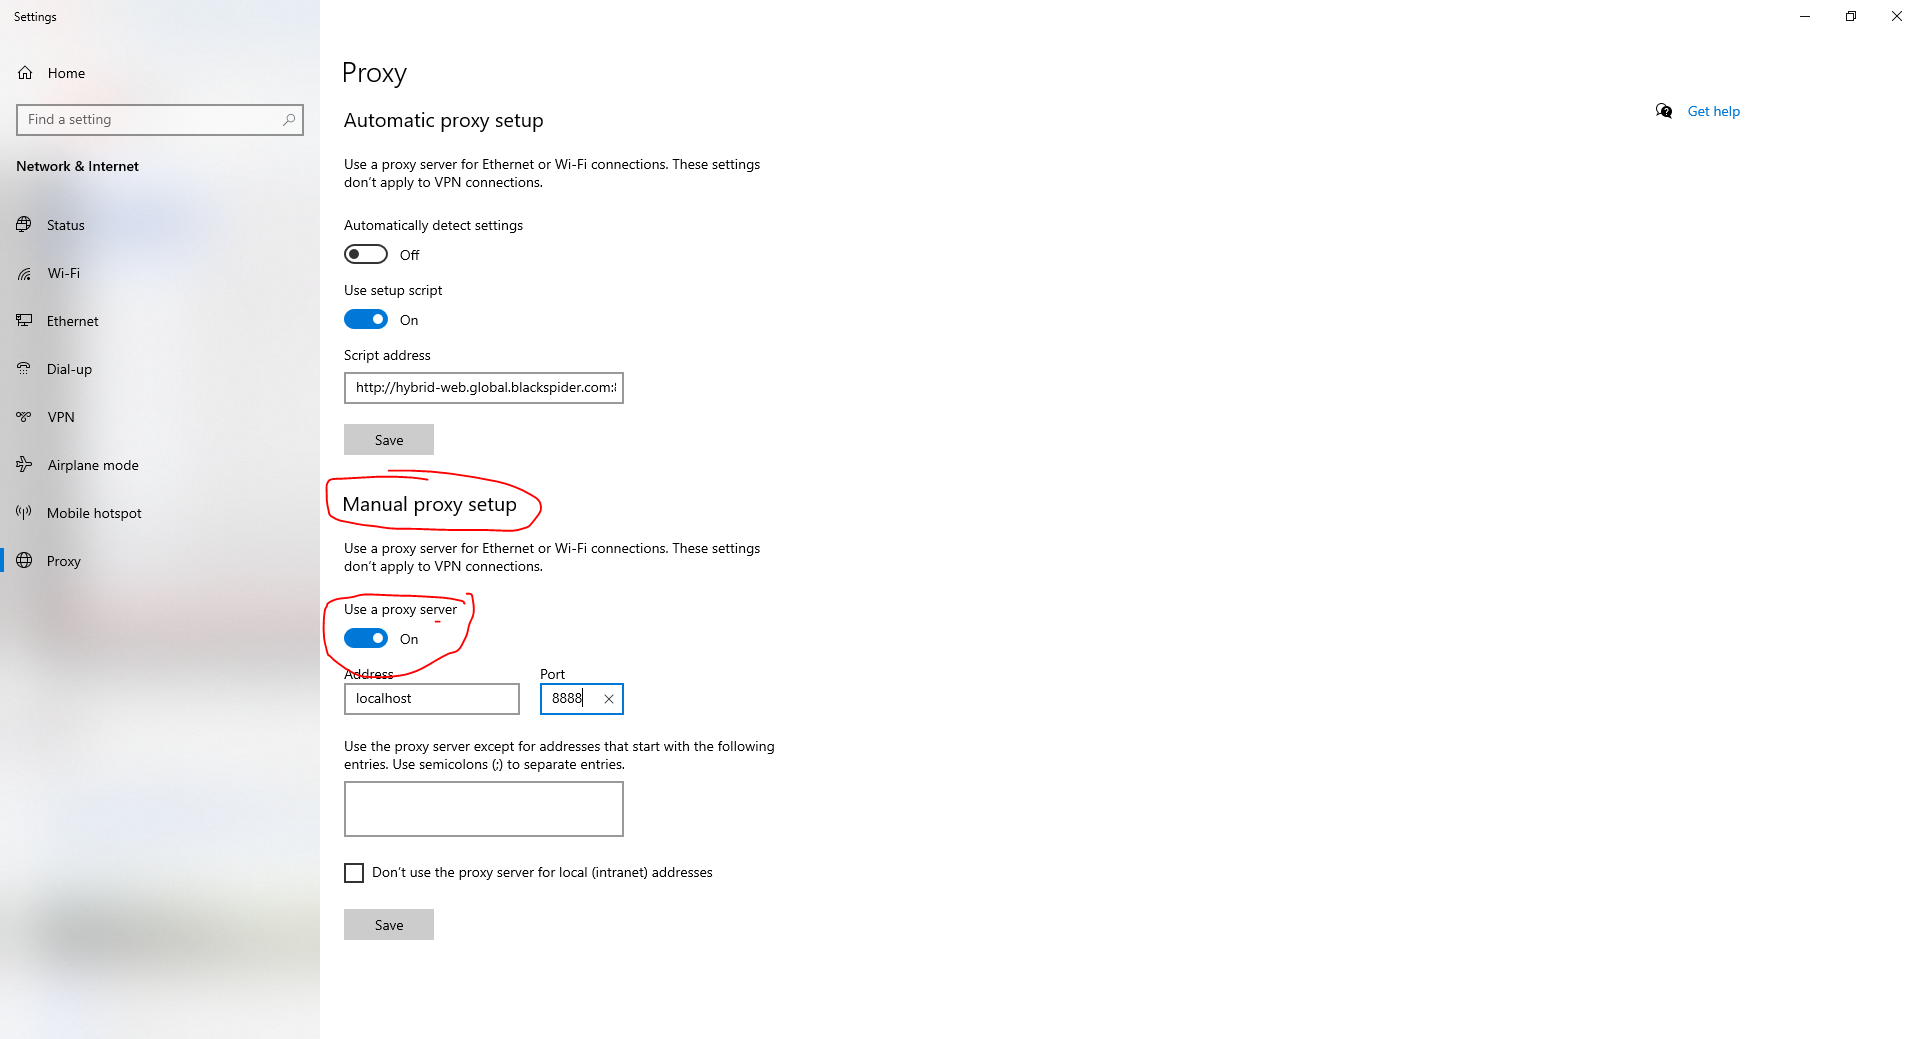 Settings
Home
Find a setting
Network & Internet
Status
Wi-Fi
Ethernet
Dial-up
VPN
Airplane mode
Mobile hotspot
Proxy
Proxy
Get help
Automatic proxy setup
Use a proxy server for Ethernet or Wi-Fi connections. These settings
don't apply to VPN connections.
Automatically detect settings
Off
Use setup script
On
Script address
http://hybrid-web.global.blackspider.com:
Save
Manual proxy setup
Use a proxy server for Ethernet or Wi-Fi connections. These settings
don't apply to VPN connections.
Use a proxy server
On
Address Port
localhost 8888
Use the proxy server except for addresses that start with the following
entries. Use semicolons (;) to separate entries.
Don't use the proxy server for local (intranet) addresses
Save